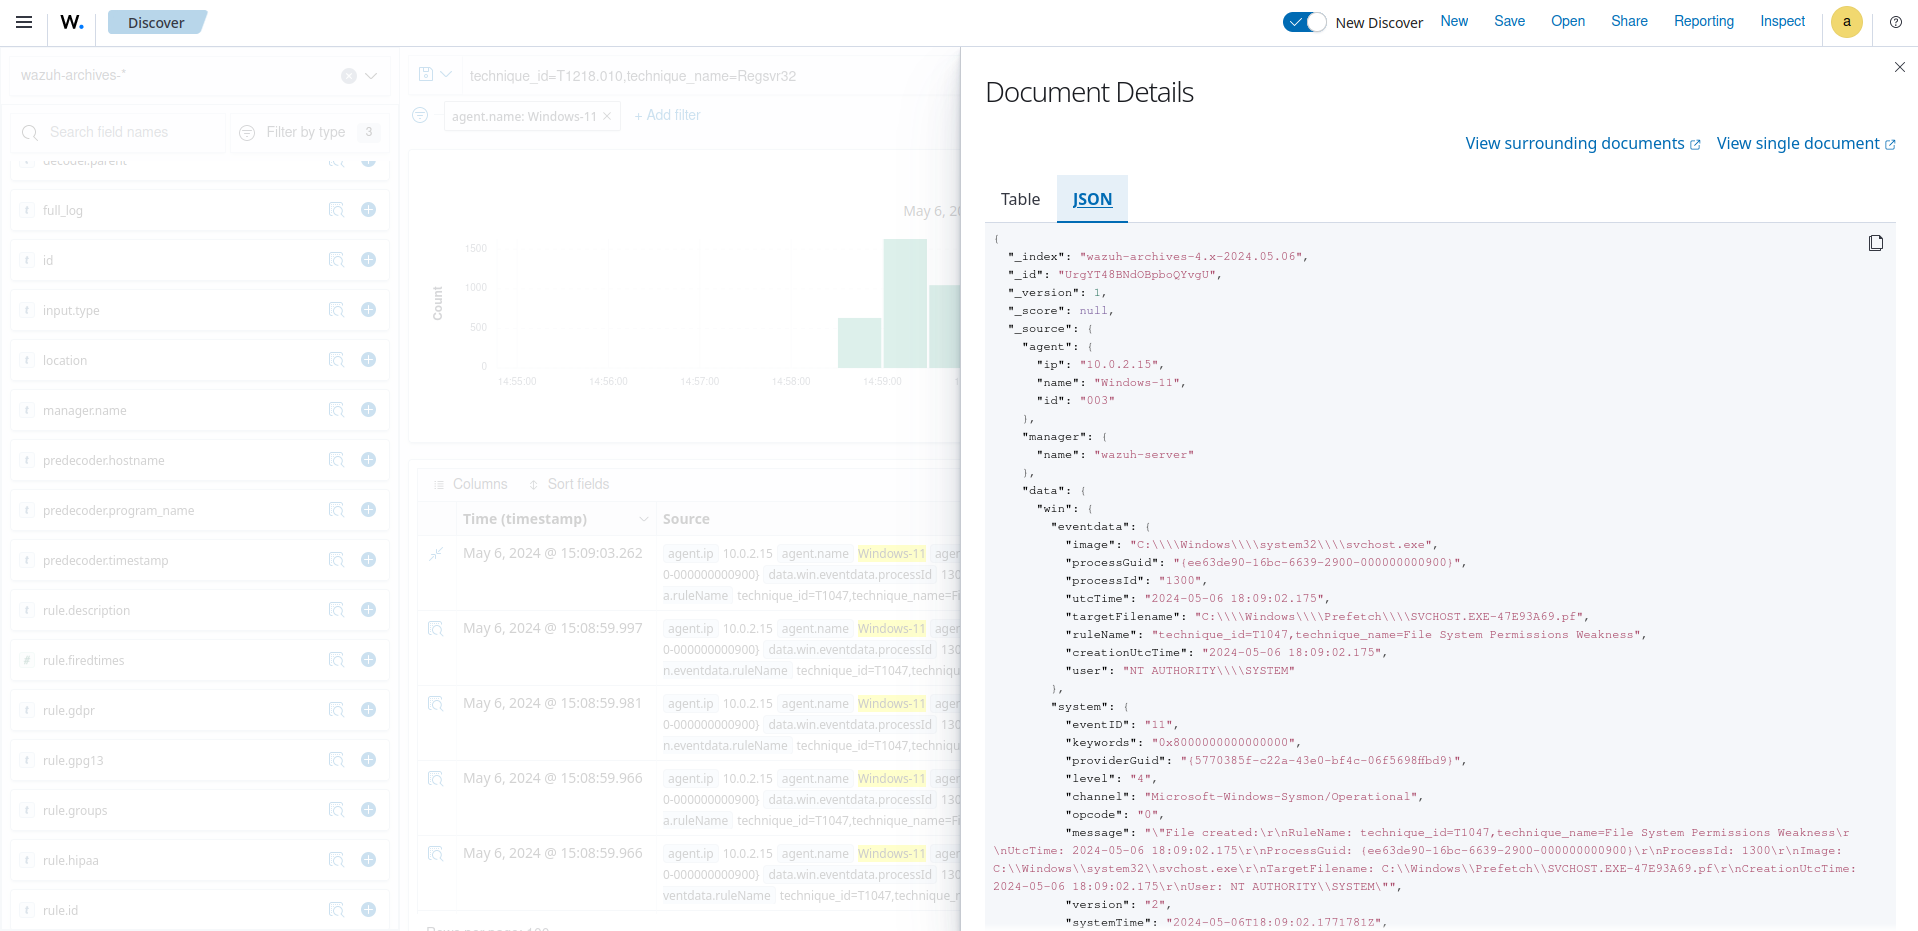 W.
Discover
New Discover
New
Save
Open
Share
Reporting
Inspect
a
wazuh-archives-*
technique_id=T1218.010,technique_name=Regsvr32
agent.name: Windows-11
+ Add filter
Search field names
Filter by type 3
decoder.parent
t full_log
t id
t input.type
t location
t manager.name
t predecoder.hostname
t predecoder.program_name
t predecoder.timestamp
t rule.description
# rule.firedtimes
t rule.gdpr
t rule.gpg13
t rule.groups
t rule.hipaa
t rule.id
May 6, 20
Count
1500
1000
500
0
14:55:00
14:56:00
14:57:00
14:58:00
14:59:00
1
Columns
Sort fields
Time (timestamp)
Source
May 6, 2024 @ 15:09:03.262
agent.ip 10.0.2.15 agent.name Windows-11 agen
0-000000000900} data.win.eventdata.processId 130
a.ruleName technique_id=T1047,technique_name=Fi
May 6, 2024 @ 15:08:59.997
agent.ip 10.0.2.15 agent.name Windows-11 agen
0-000000000900} data.win.eventdata.processId 130
n.eventdata.ruleName technique_id=T1047,techniqu
May 6, 2024 @ 15:08:59.981
agent.ip 10.0.2.15 agent.name Windows-11 agen
0-000000000900} data.win.eventdata.processId 130
n.eventdata.ruleName technique_id=T1047,techniqu
May 6, 2024 @ 15:08:59.966
agent.ip 10.0.2.15 agent.name Windows-11 agen
0-000000000900} data.win.eventdata.processId 130
a.ruleName technique_id=T1047,technique_name=Fi
May 6, 2024 @ 15:08:59.966
agent.ip 10.0.2.15 agent.name Windows-11 agen
0-000000000900} data.win.eventdata.processId 130
ventdata.ruleName technique_id=T1047,technique_n
Document Details
View surrounding documents
View single document
Table
JSON
{
"_index": "wazuh-archives-4.x-2024.05.06",
"_id": "UrgYT48BNdOBpboQYvgU",
"_version": 1,
"_score": null,
"_source": {
"agent": {
"ip": "10.0.2.15",
"name": "Windows-11",
"id": "003"
},
"manager": {
"name": "wazuh-server"
},
"data": {
"win": {
"eventdata": {
"image": "C:\\\\Windows\\\\system32\\\\svchost.exe",
"processGuid": "{ee63de90-16bc-6639-2900-000000000900}",
"processId": "1300",
"utcTime": "2024-05-06 18:09:02.175",
"targetFilename": "C:\\\\Windows\\\\Prefetch\\\\SVCHOST.EXE-47E93A69.pf",
"ruleName": "technique_id=T1047,technique_name=File System Permissions Weakness",
"creationUtcTime": "2024-05-06 18:09:02.175",
"user": "NT AUTHORITY\\\\SYSTEM"
},
"system": {
"eventID": "11",
"keywords": "0x8000000000000000",
"providerGuid": "{5770385f-c22a-43e0-bf4c-06f5698ffbd9}",
"level": "4",
"channel": "Microsoft-Windows-Sysmon/Operational",
"opcode": "0",
"message": "\"File created:\r\nRuleName: technique_id=T1047,technique_name=File System Permissions Weakness\r
\nUtcTime: 2024-05-06 18:09:02.175\r\nProcessGuid: {ee63de90-16bc-6639-2900-000000000900}\r\nProcessId: 1300\r\nImage:
C:\\Windows\\system32\\svchost.exe\r\nTargetFilename: C:\\Windows\\Prefetch\\SVCHOST.EXE-47E93A69.pf\r\nCreationUtcTime:
2024-05-06 18:09:02.175\r\nUser: NT AUTHORITY\\SYSTEM\"",
"version": "2",
"systemTime": "2024-05-06T18:09:02.1771781Z",